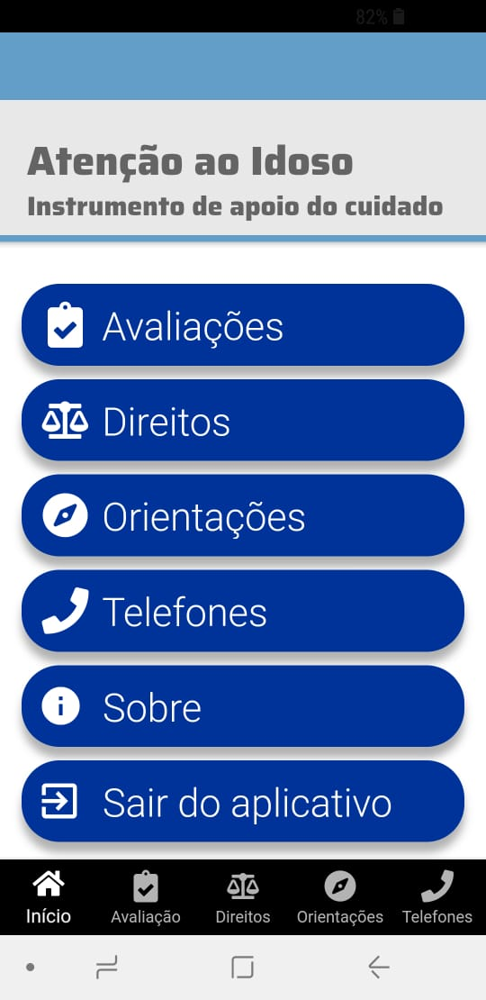 82%
Atenção ao Idoso
Instrumento de apoio do cuidado
Avaliações
Direitos
Orientações
Telefones
Sobre
Sair do aplicativo
Início Avaliação Direitos Orientações Telefones